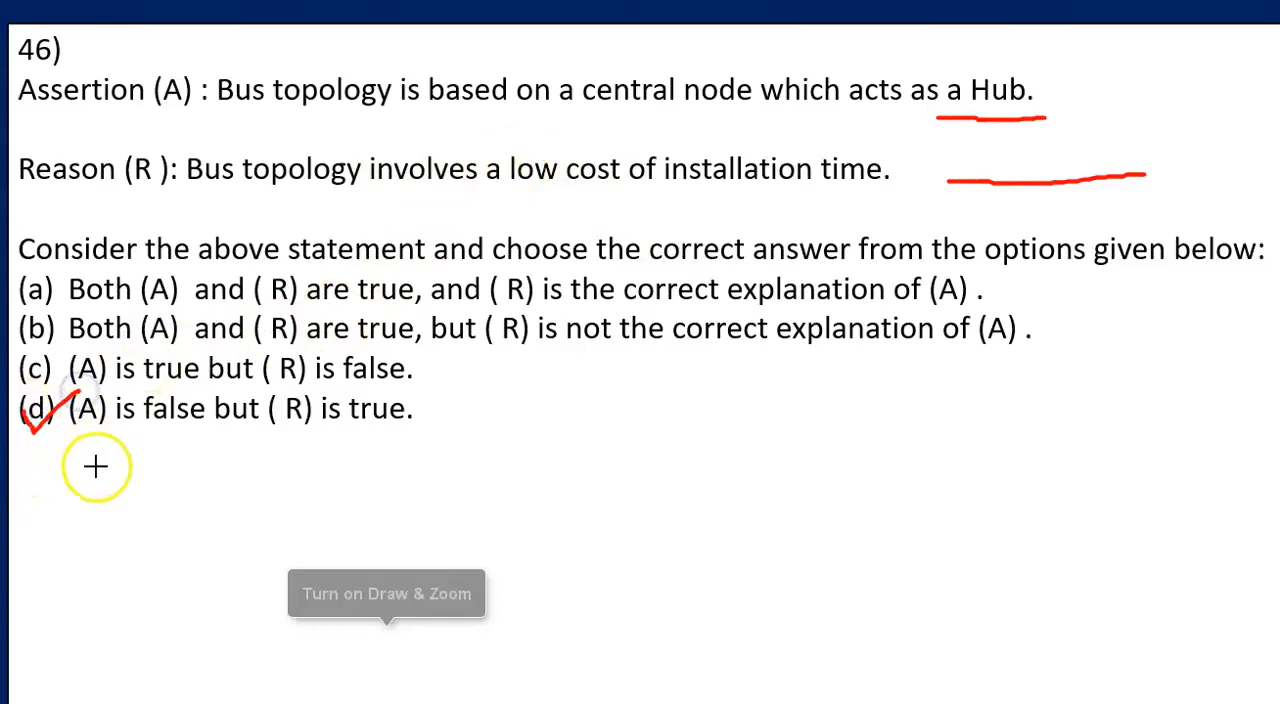 46)
Assertion (A) : Bus topology is based on a central node which acts as a Hub.
Reason (R ): Bus topology involves a low cost of installation time.
Consider the above statement and choose the correct answer from the options given below:
(a) Both (A) and ( R) are true, and ( R) is the correct explanation of (A) .
(b) Both (A) and ( R) are true, but ( R) is not the correct explanation of (A) .
(c) (A) is true but ( R) is false.
(d) (A) is false but ( R) is true.
Turn on Draw & Zoom